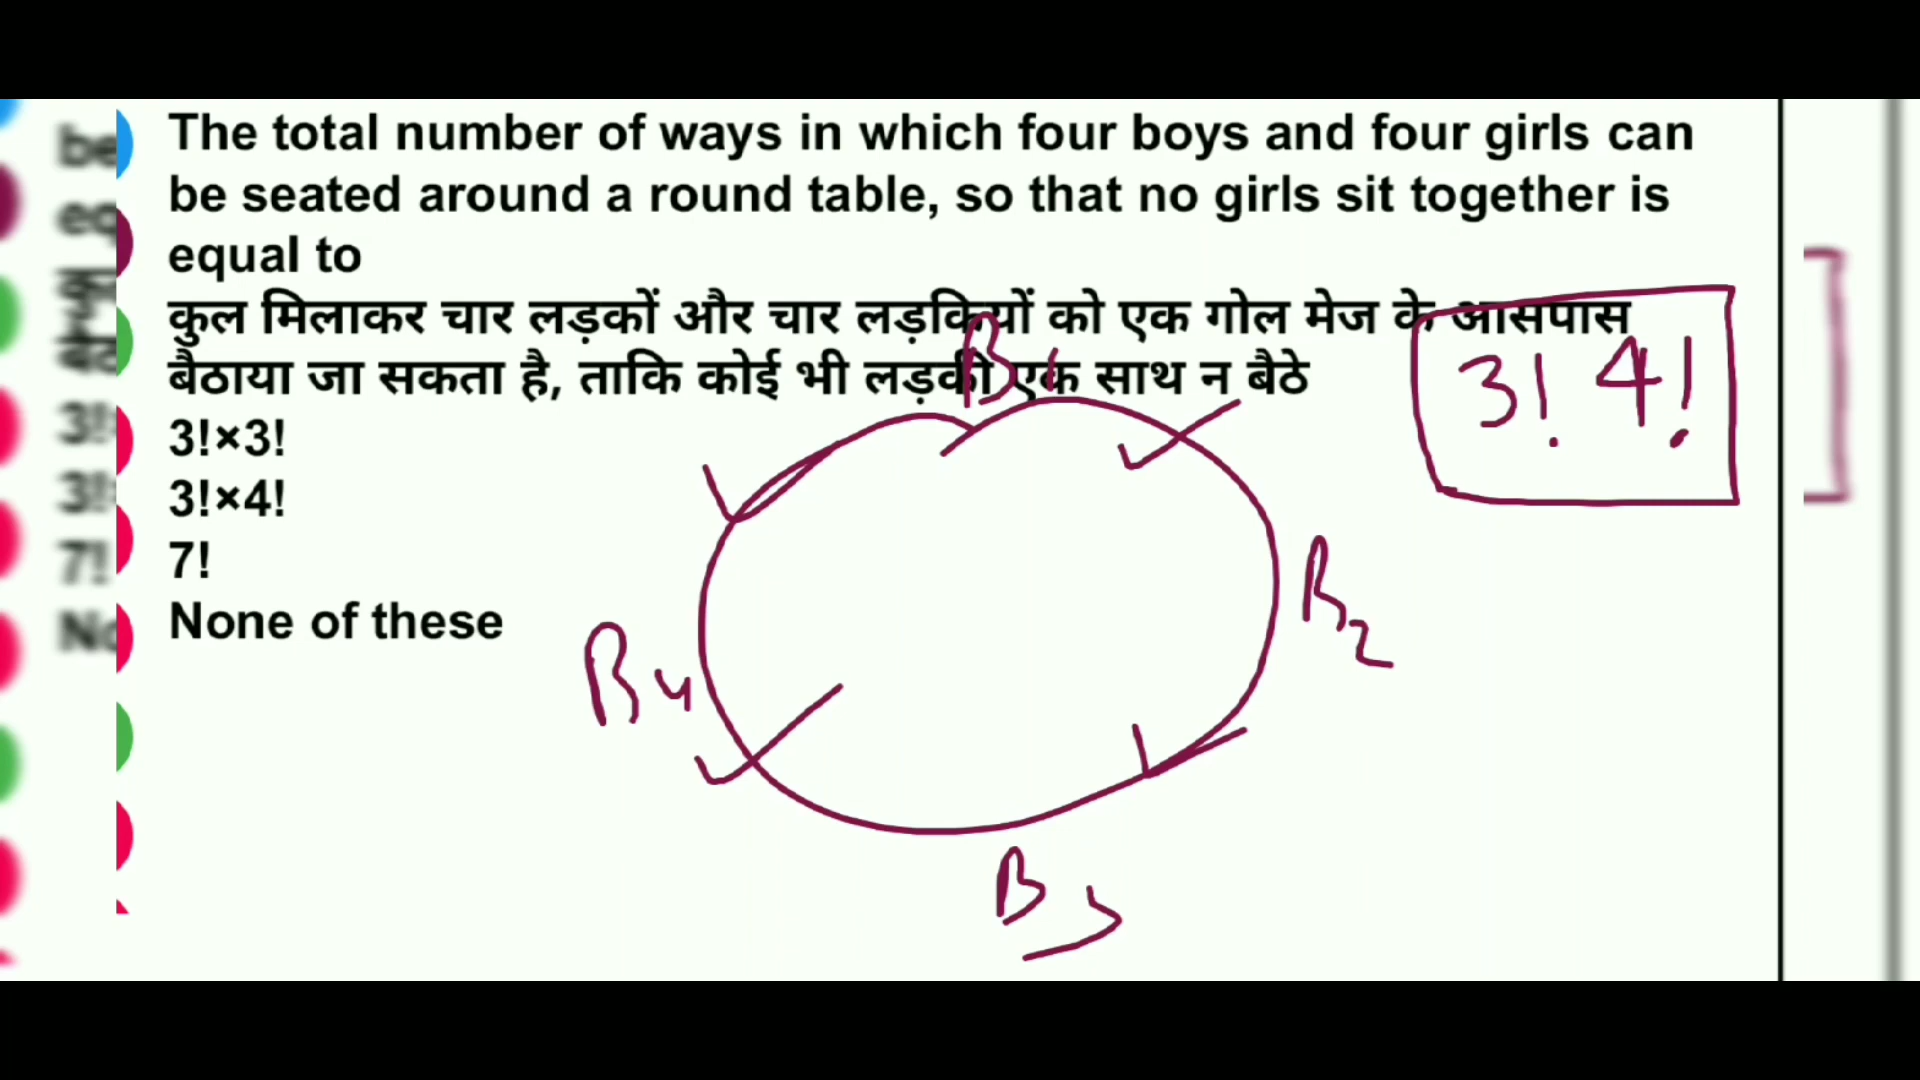 The total number of ways in which four boys and four girls can
be seated around a round table, so that no girls sit together is
equal to
कुल मिलाकर चार लड़कों और चार लड़कियों को एक गोल मेज के आसपास
बैठाया जा सकता है, ताकि कोई भी लड़की एक साथ न बैठे
3!×3!
3!×4!
7!
None of these
3! 4!
B1
B2
B4
B3